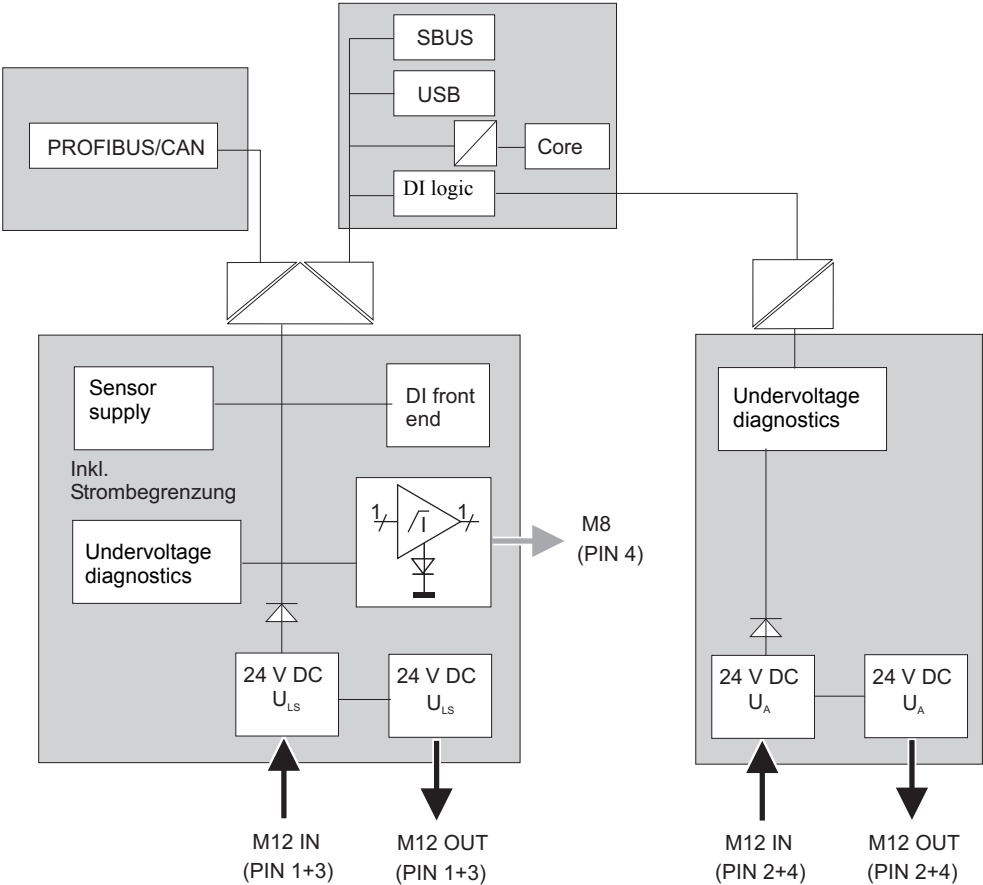 SBUS
USB
Core
DI logic
PROFIBUS/CAN
Sensor
supply
DI front
end
Inkl.
Strombegrenzung
Undervoltage
diagnostics
1
I
1
M8
(PIN 4)
24 V DC
U_LS
24 V DC
U_LS
M12 IN
(PIN 1+3)
M12 OUT
(PIN 1+3)
Undervoltage
diagnostics
24 V DC
U_A
24 V DC
U_A
M12 IN
(PIN 2+4)
M12 OUT
(PIN 2+4)